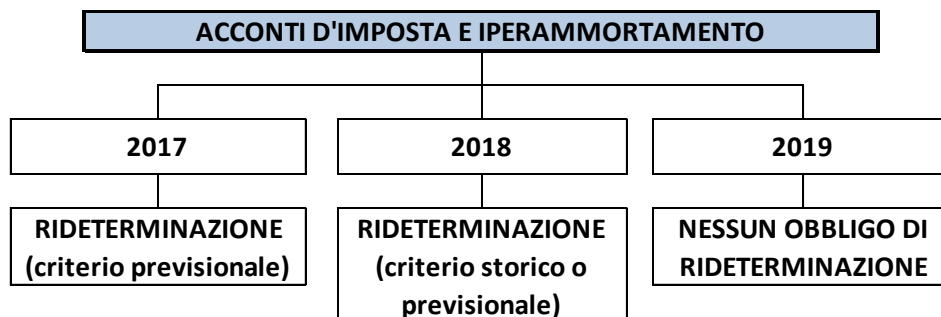 ACCONTI D'IMPOSTA E IPERAMMORTAMENTO
2017
2018
2019
RIDETERMINAZIONE
(criterio previsionale)
RIDETERMINAZIONE
(criterio storico o
previsionale)
NESSUN OBBLIGO DI
RIDETERMINAZIONE